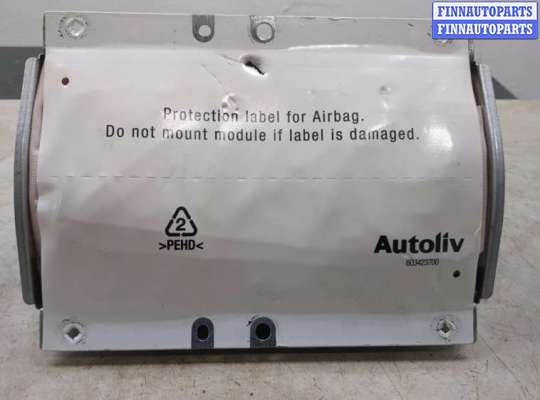 FINNAUTOPARTS
FINNAUTOPARTS
Protection label for Airbag.
Do not mount module if label is damaged.
2
>PEHD<
Autoliv
603423700